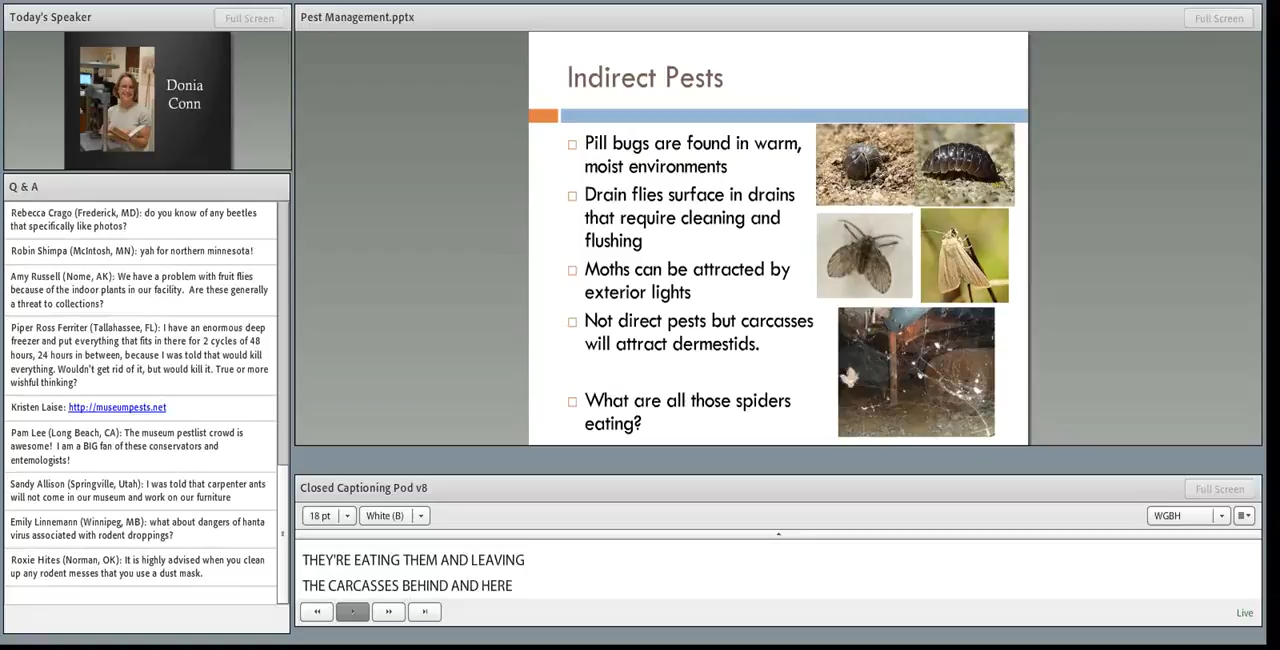 Today's Speaker
Full Screen
Donia
Conn
Q & A
Rebecca Crago (Frederick, MD): do you know of any beetles
that specifically like photos?
Robin Shimpa (McIntosh, MN): yah for northern minnesota!
Amy Russell (Nome, AK): We have a problem with fruit flies
because of the indoor plants in our facility. Are these generally
a threat to collections?
Piper Ross Ferriter (Tallahassee, FL): I have an enormous deep
freezer and put everything that fits in there for 2 cycles of 48
hours, 24 hours in between, because I was told that would kill
everything. Wouldn't get rid of it, but would kill it. True or more
wishful thinking?
Kristen Laise: http://museumpests.net
Pam Lee (Long Beach, CA): The museum pestlist crowd is
awesome! I am a BIG fan of these conservators and
entemologists!
Sandy Allison (Springville, Utah): I was told that carpenter ants
will not come in our museum and work on our furniture
Emily Linnemann (Winnipeg, MB): what about dangers of hanta
virus associated with rodent droppings?
Roxie Hites (Norman, OK): It is highly advised when you clean
up any rodent messes that you use a dust mask.
Pest Management.pptx
Full Screen
Indirect Pests
Pill bugs are found in warm,
moist environments
Drain flies surface in drains
that require cleaning and
flushing
Moths can be attracted by
exterior lights
Not direct pests but carcasses
will attract dermestids.
What are all those spiders
eating?
Closed Captioning Pod v8
Full Screen
18 pt
White (B)
WGBH
THEY'RE EATING THEM AND LEAVING
THE CARCASSES BEHIND AND HERE
Live